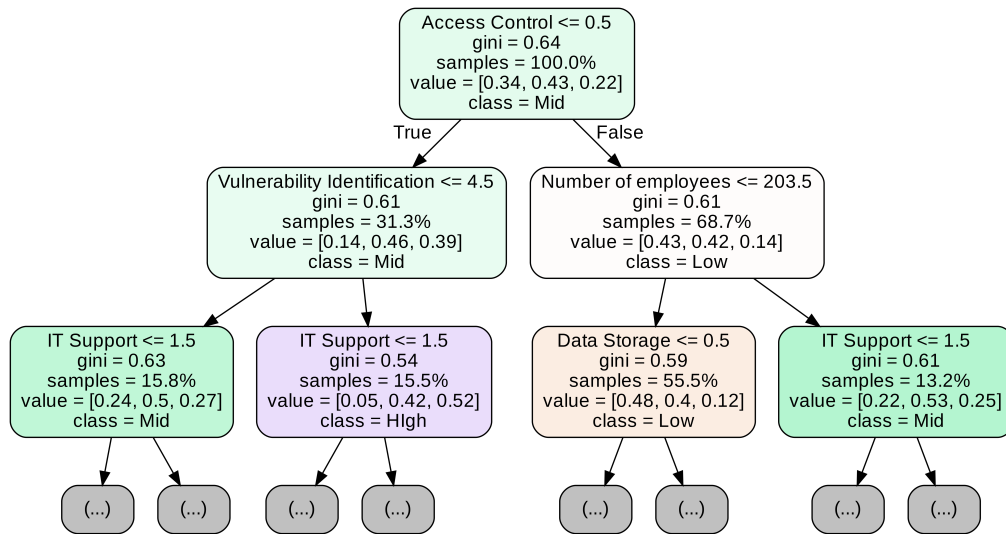 Access Control <= 0.5
gini = 0.64
samples = 100.0%
value = [0.34, 0.43, 0.22]
class = Mid
True
False
Vulnerability Identification <= 4.5
gini = 0.61
samples = 31.3%
value = [0.14, 0.46, 0.39]
class = Mid
Number of employees <= 203.5
gini = 0.61
samples = 68.7%
value = [0.43, 0.42, 0.14]
class = Low
IT Support <= 1.5
gini = 0.63
samples = 15.8%
value = [0.24, 0.5, 0.27]
class = Mid
IT Support <= 1.5
gini = 0.54
samples = 15.5%
value = [0.05, 0.42, 0.52]
class = HIgh
Data Storage <= 0.5
gini = 0.59
samples = 55.5%
value = [0.48, 0.4, 0.12]
class = Low
IT Support <= 1.5
gini = 0.61
samples = 13.2%
value = [0.22, 0.53, 0.25]
class = Mid
(...)
(...)
(...)
(...)
(...)
(...)
(...)
(...)